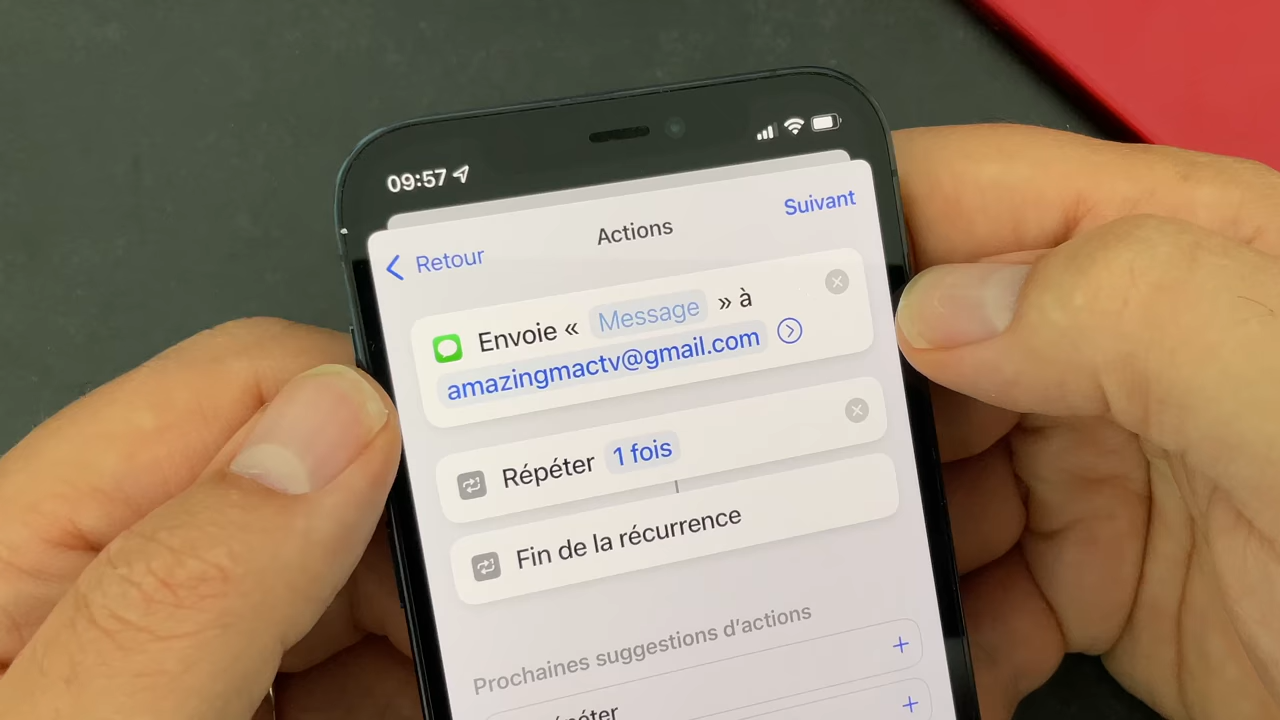 09:57
Retour
Actions
Suivant
Envoie « Message » à
amazingmactv@gmail.com
Répéter 1 fois
Fin de la récurrence
Prochaines suggestions d'actions